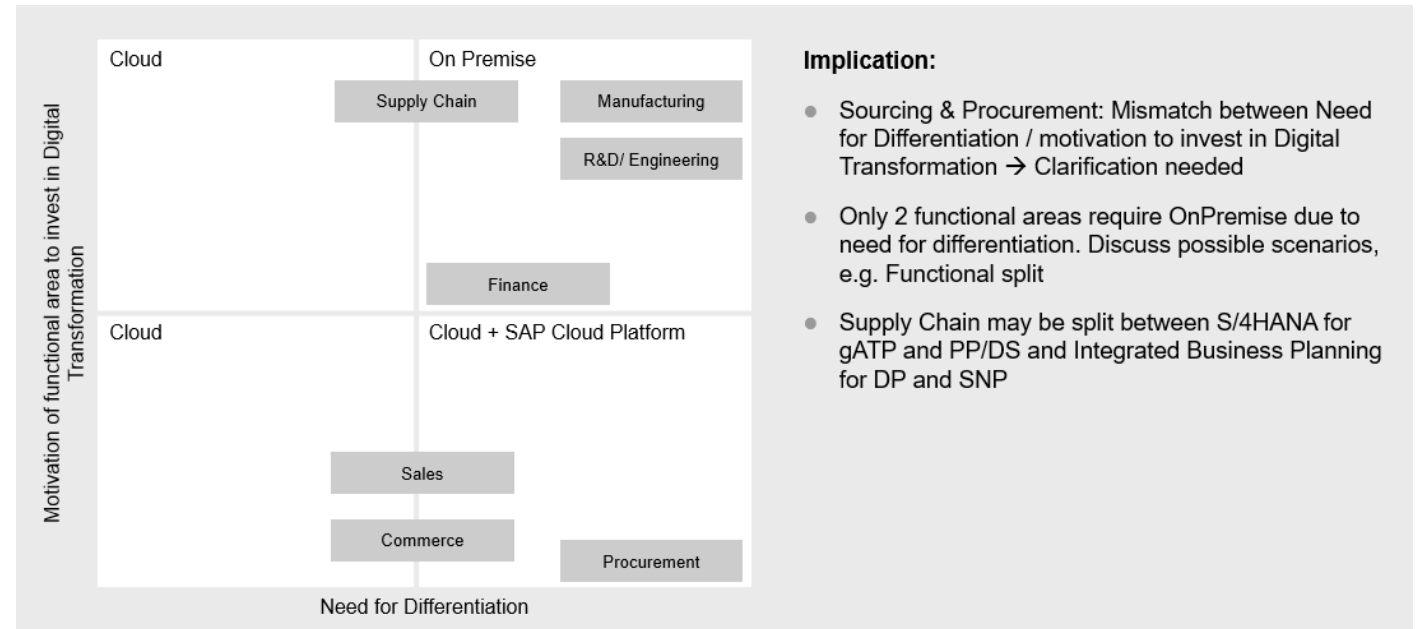 Motivation of functional area to invest in Digital
Transformation
Cloud
On Premise
Supply Chain
Manufacturing
R&D/ Engineering
Finance
Cloud
Cloud + SAP Cloud Platform
Sales
Commerce
Procurement
Need for Differentiation
Implication:
● Sourcing & Procurement: Mismatch between Need
for Differentiation / motivation to invest in Digital
Transformation → Clarification needed
● Only 2 functional areas require OnPremise due to
need for differentiation. Discuss possible scenarios,
e.g. Functional split
● Supply Chain may be split between S/4HANA for
gATP and PP/DS and Integrated Business Planning
for DP and SNP